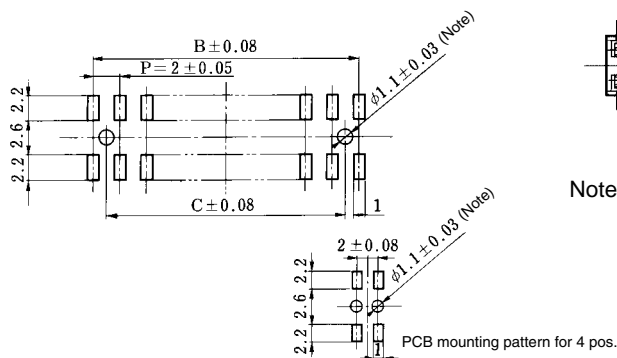 B±0.08
P=2±0.05
φ1.1±0.03 (Note)
2.2
2.6
2.2
C±0.08
1
Note
2±0.08
φ1.1±0.03 (Note)
2.2
2.6
2.2
1
PCB mounting pattern for 4 pos.